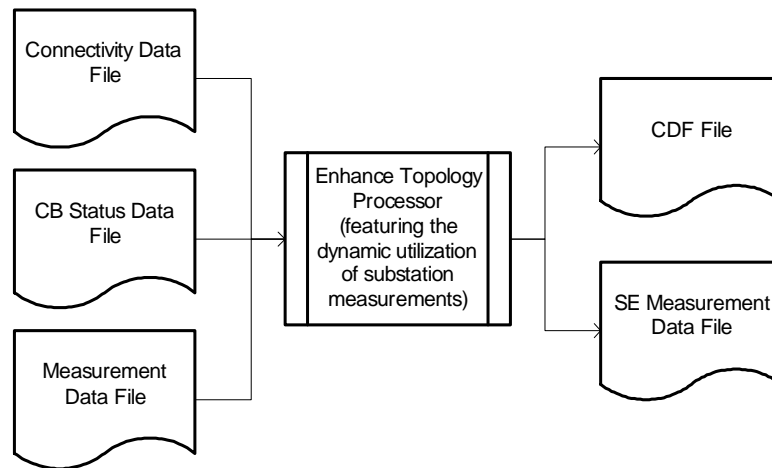 Connectivity Data
File
CB Status Data
File
Measurement
Data File
Enhance Topology
Processor
(featuring the
dynamic utilization
of substation
measurements)
CDF File
SE Measurement
Data File